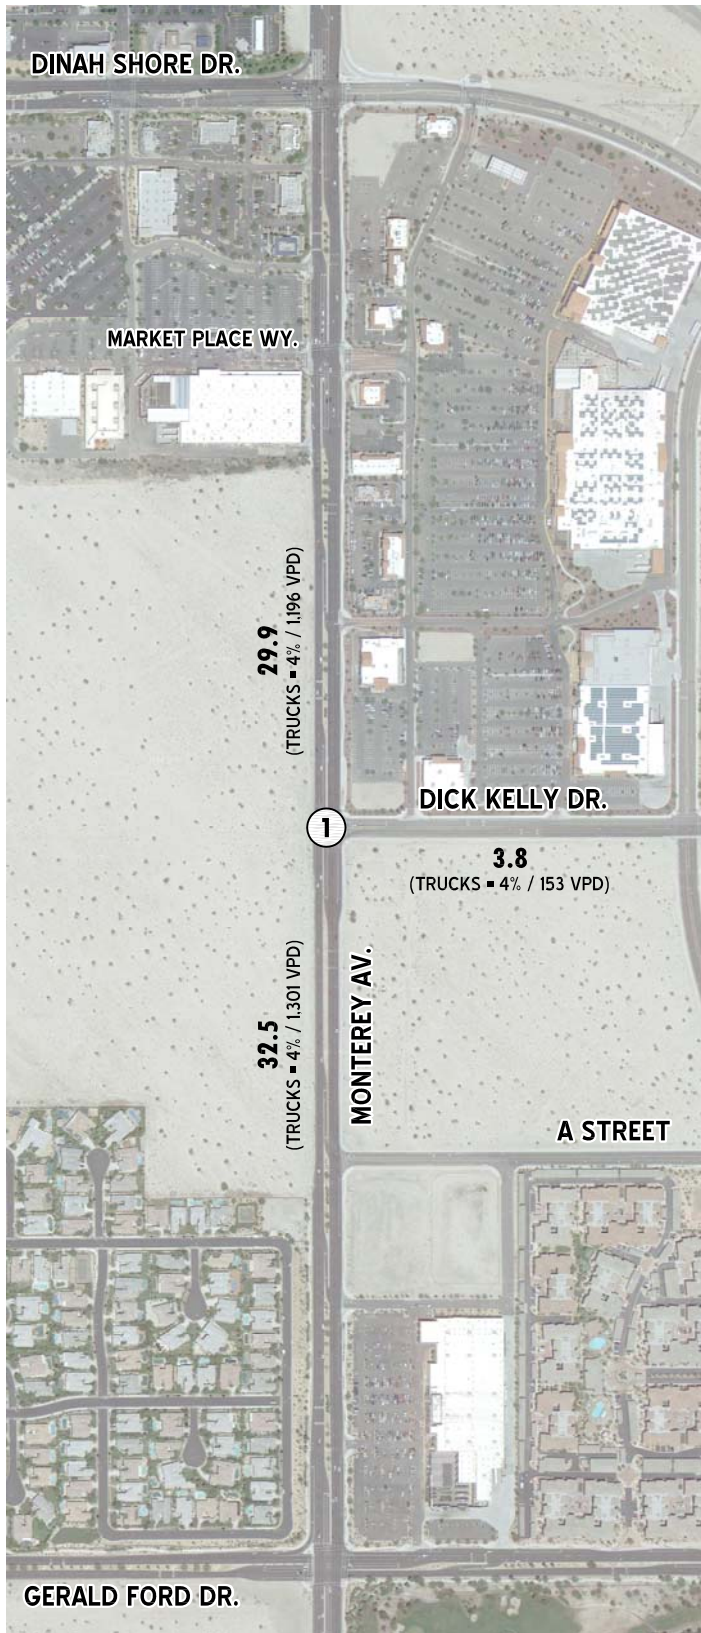 DINAH SHORE DR.
MARKET PLACE WY.
29.9
(TRUCKS = 4% / 1,196 VPD)
1
DICK KELLY DR.
3.8
(TRUCKS = 4% / 153 VPD)
32.5
(TRUCKS = 4% / 1,301 VPD)
MONTEREY AV.
A STREET
GERALD FORD DR.